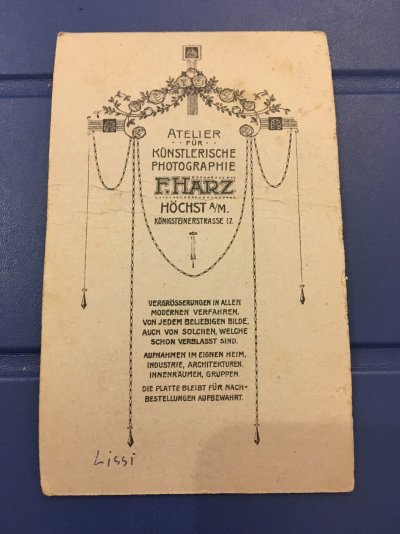 ATELIER
FÜR
KÜNSTLERISCHE
PHOTOGRAPHIE
F. HARZ
HÖCHST A/M.
KÖNIGSTEINERSTRASSE 17.
VERGRÖSSERUNGEN IN ALLEN
MODERNEN VERFAHREN,
VON JEDEM BELIEBIGEN BILDE,
AUCH VON SOLCHEN, WELCHE
SCHON VERBLASST SIND.
AUFNAHMEN IM EIGNEN HEIM,
INDUSTRIE, ARCHITEKTUREN,
INNENRÄUMEN, GRUPPEN.
DIE PLATTE BLEIBT FÜR NACH-
BESTELLUNGEN AUFBEWAHRT.
Lissi